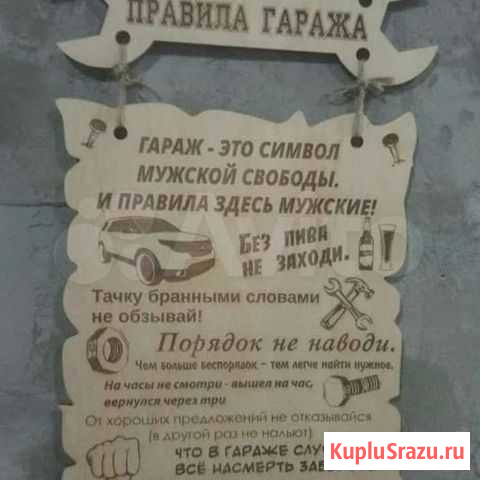 ПРАВИЛА ГАРАЖА
ГАРАЖ - ЭТО СИМВОЛ
МУЖСКОЙ СВОБОДЫ.
И ПРАВИЛА ЗДЕСЬ МУЖСКИЕ!
БЕЗ ПИВА
НЕ ЗАХОДИ.
Тачку бранными словами
не обзывай!
Порядок не наводи.
Чем больше беспорядок - тем легче найти нужное.
На часы не смотри - вышел на час,
вернулся через три
От хороших предложений не отказывайся
(в другой раз не нальют)
ЧТО В ГАРАЖЕ
ВСЁ НАСМЕРТЬ
KupluSrazu.ru